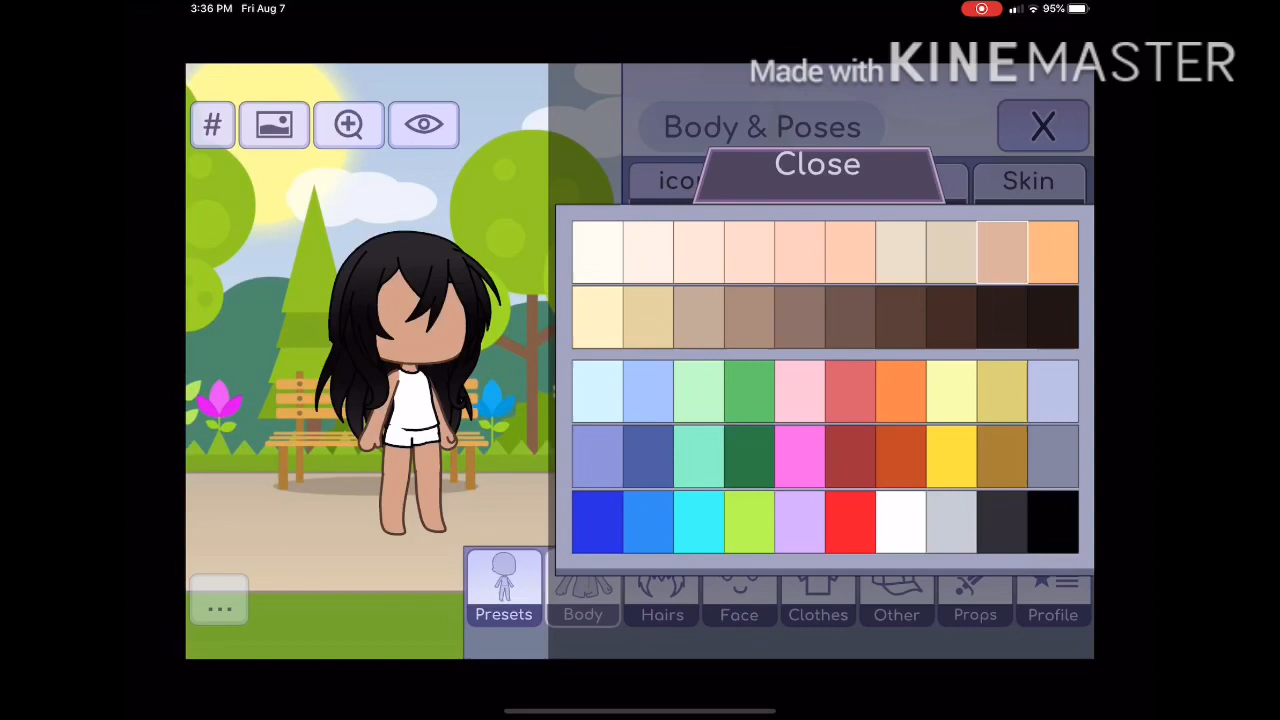 3:36 PM Fri Aug 7
95%
Made with KINEMASTER
#
Body & Poses
X
Close
Skin
...
Presets
Body
Hairs
Face
Clothes
Other
Props
Profile